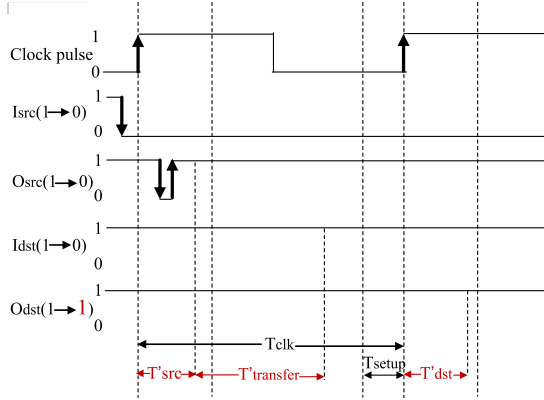 1
Clock pulse
0
1
Isrc(1→0)
0
1
Osrc(1→0)
0
1
Idst(1→0)
0
1
Odst(1→1)
0
Tclk
Tsetup
T'src T'transfer T'dst